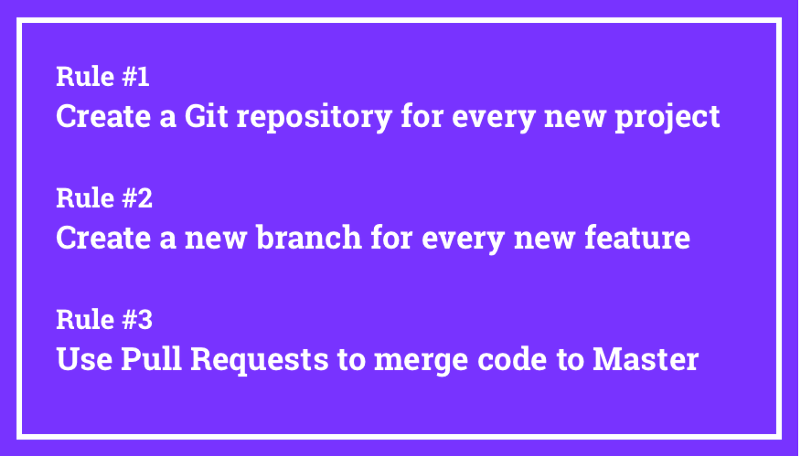 Rule #1
Create a Git repository for every new project
Rule #2
Create a new branch for every new feature
Rule #3
Use Pull Requests to merge code to Master